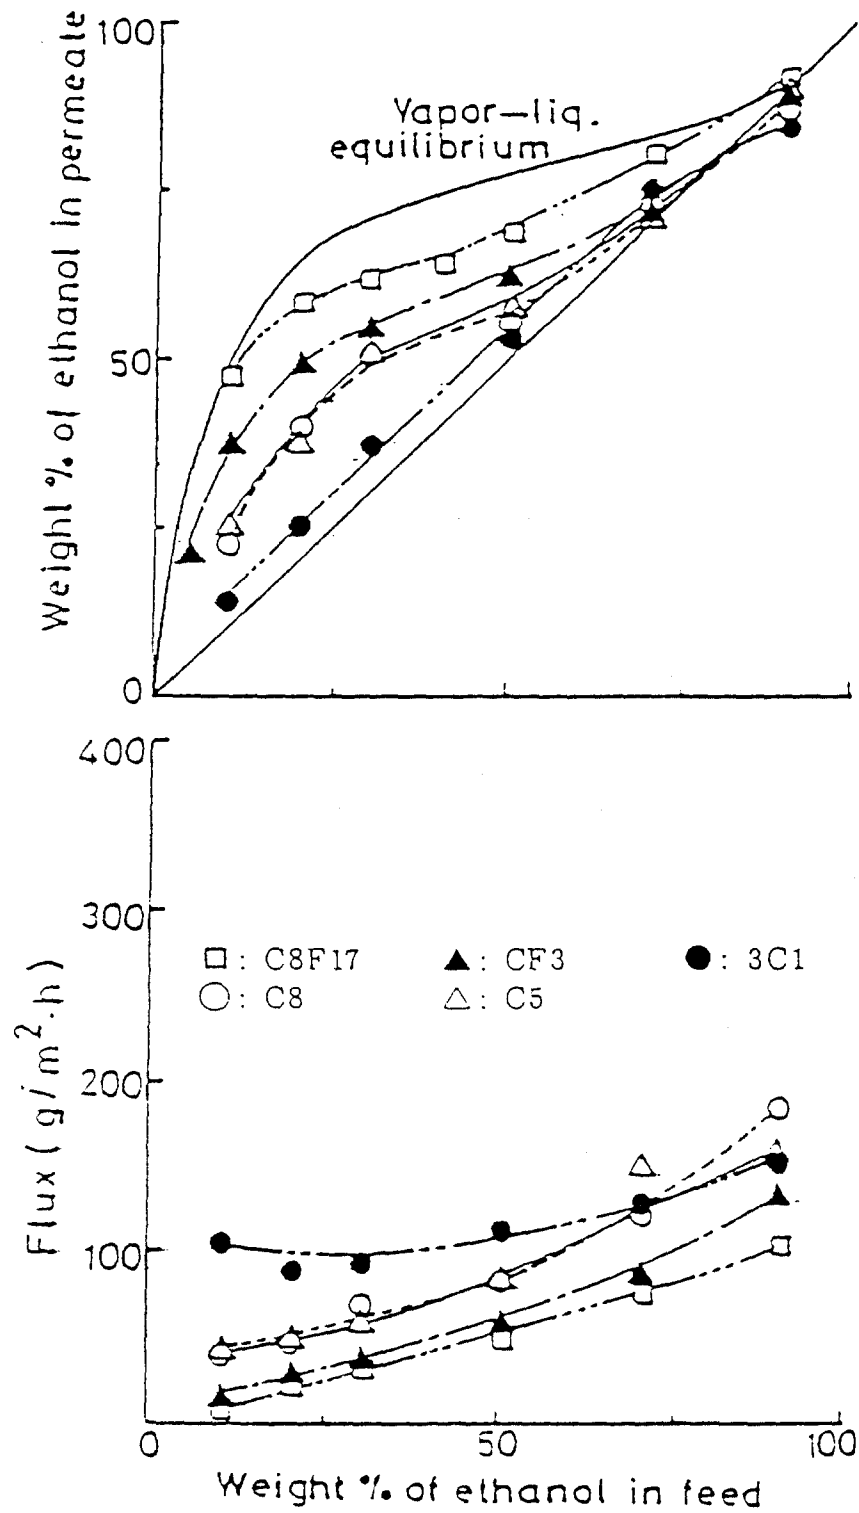 Weight % of ethanol in permeate
100
50
0
Vapor-liq.
equilibrium
Flux (g/m²·h)
400
300
200
100
□: C8F17 ▲: CF3 ●: 3C1
○: C8 △: C5
0 50 100
Weight % of ethanol in feed